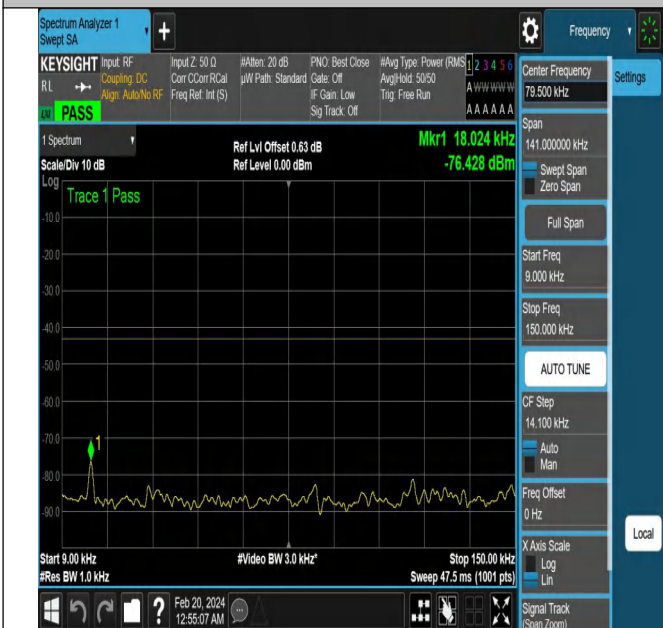 Spectrum Analyzer 1
Swept SA
+
Frequency
KEYSIGHT
Input: RF
Coupling: DC
Align: Auto/No RF
Input Z: 50 Ω
Corr CCorr RCal
Freq Ref: Int (S)
#Atten: 20 dB
µW Path: Standard
PNO: Best Close
Gate: Off
IF Gain: Low
Sig Track: Off
#Avg Type: Power (RMS
Avg|Hold: 50/50
Trig: Free Run
1 2 3 4 5 6
A W W W W W
A A A A A A
R L
LXI PASS
1 Spectrum
Scale/Div 10 dB
Ref Lvl Offset 0.63 dB
Ref Level 0.00 dBm
Mkr1 18.024 kHz
-76.428 dBm
Log
Trace 1 Pass
-10.0
-20.0
-30.0
-40.0
-50.0
-60.0
-70.0
-80.0
-90.0
1
Start 9.00 kHz
#Res BW 1.0 kHz
#Video BW 3.0 kHz*
Stop 150.00 kHz
Sweep 47.5 ms (1001 pts)
?
Feb 20, 2024
12:55:07 AM
Center Frequency
79.500 kHz
Settings
Span
141.000000 kHz
Swept Span
Zero Span
Full Span
Start Freq
9.000 kHz
Stop Freq
150.000 kHz
AUTO TUNE
CF Step
14.100 kHz
Auto
Man
Freq Offset
0 Hz
X Axis Scale
Log
Lin
Local
Signal Track
(Span Zoom)